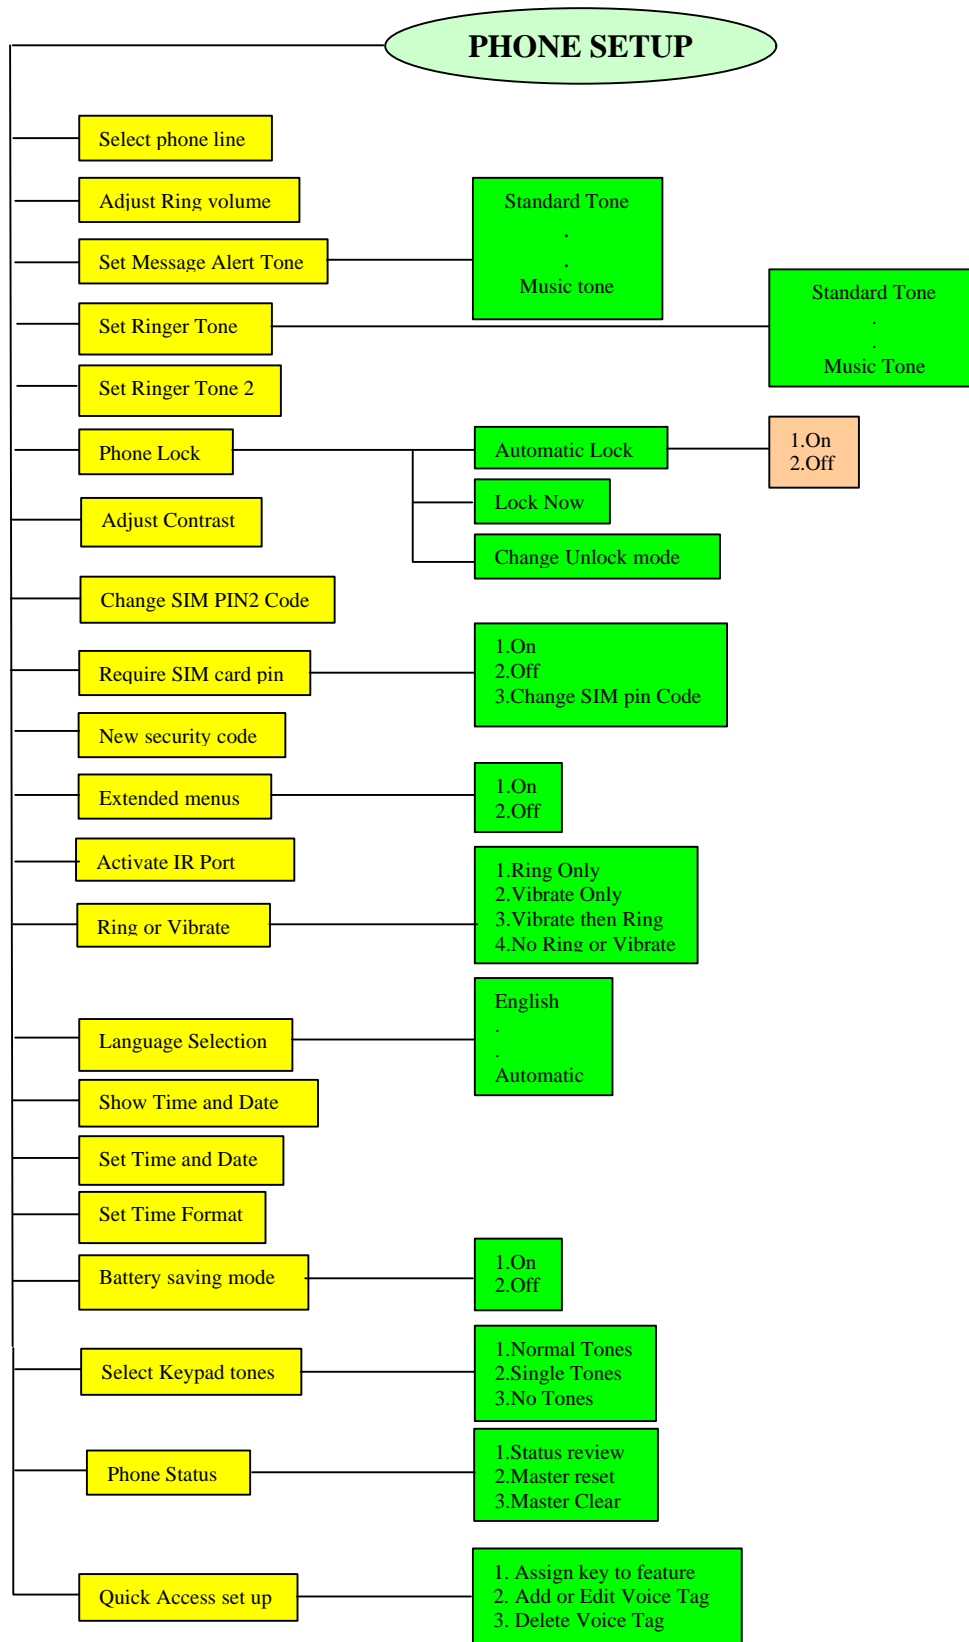 PHONE SETUP
Select phone line
Adjust Ring volume
Set Message Alert Tone
Standard Tone
.
.
Music tone
Set Ringer Tone
Standard Tone
.
.
Music Tone
Set Ringer Tone 2
Phone Lock
Automatic Lock
1.On
2.Off
Lock Now
Change Unlock mode
Adjust Contrast
Change SIM PIN2 Code
Require SIM card pin
1.On
2.Off
3.Change SIM pin Code
New security code
Extended menus
1.On
2.Off
Activate IR Port
Ring or Vibrate
1.Ring Only
2.Vibrate Only
3.Vibrate then Ring
4.No Ring or Vibrate
Language Selection
English
.
.
Automatic
Show Time and Date
Set Time and Date
Set Time Format
Battery saving mode
1.On
2.Off
Select Keypad tones
1.Normal Tones
2.Single Tones
3.No Tones
Phone Status
1.Status review
2.Master reset
3.Master Clear
Quick Access set up
1. Assign key to feature
2. Add or Edit Voice Tag
3. Delete Voice Tag